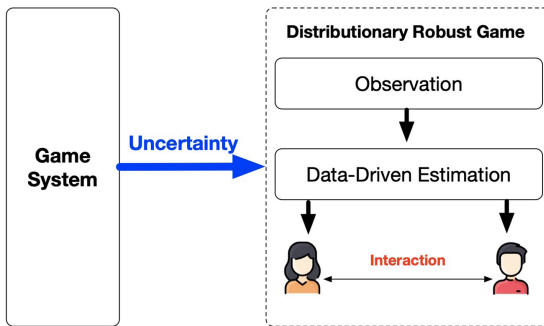 Game
System
Uncertainty
Distributionary Robust Game
Observation
Data-Driven Estimation
Interaction